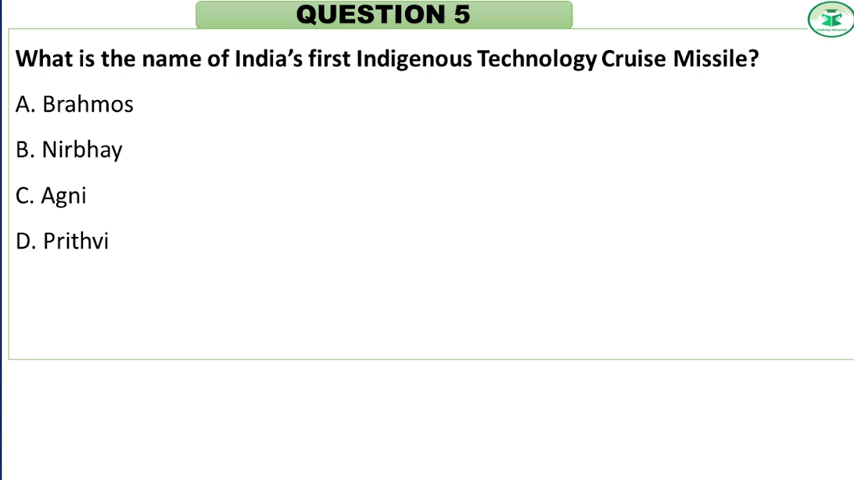 QUESTION 5
What is the name of India’s first Indigenous Technology Cruise Missile?
A. Brahmos
B. Nirbhay
C. Agni
D. Prithvi